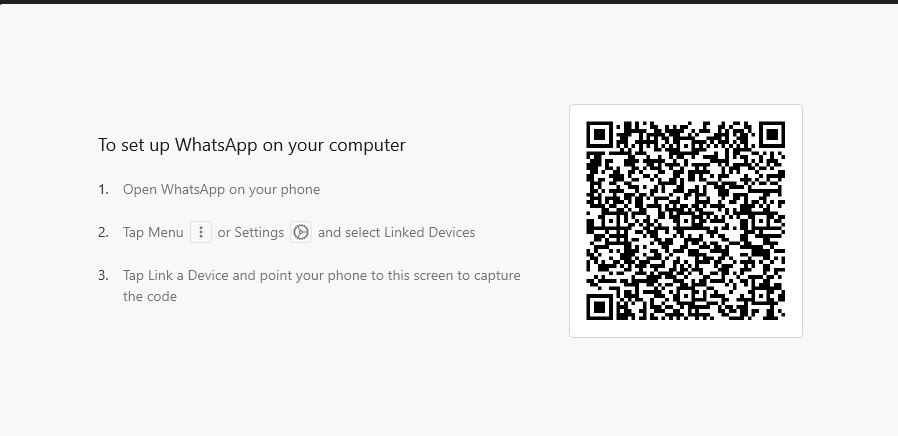 To set up WhatsApp on your computer
1. Open WhatsApp on your phone
2. Tap Menu or Settings and select Linked Devices
3. Tap Link a Device and point your phone to this screen to capture
the code